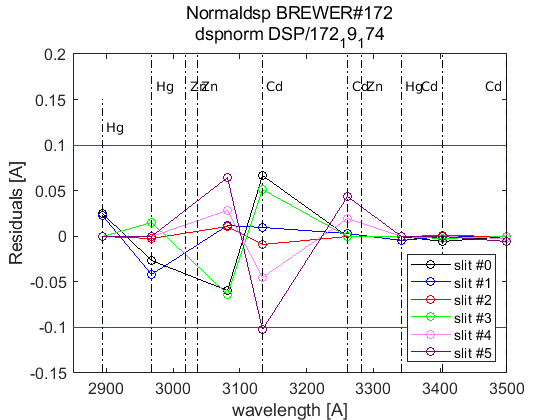 Normaldsp BREWER#172
dspnorm DSP/172₁9₁74
0.2
0.15
0.1
0.05
0
-0.05
-0.1
-0.15
Residuals [A]
Hg
Hg
Zn
Zn
Cd
Cd
Zn
Hg
Cd
Cd
slit #0
slit #1
slit #2
slit #3
slit #4
slit #5
2900
3000
3100
3200
3300
3400
3500
wavelength [A]